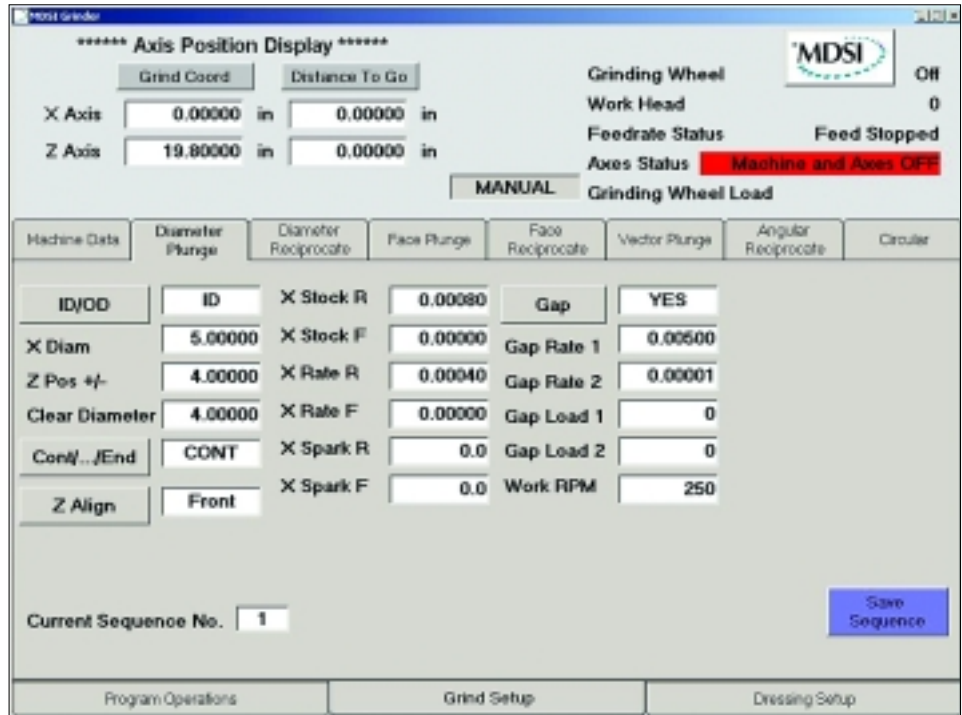 MDSI Grinder
****** Axis Position Display ******
Grind Coord Distance To Go
X Axis 0.00000 in 0.00000 in
Z Axis 19.80000 in 0.00000 in
MDSI
Grinding Wheel Off
Work Head 0
Feedrate Status Feed Stopped
Axes Status Machine and Axes OFF
MANUAL Grinding Wheel Load
Machine Data
Diameter Plunge
Diameter Reciprocate
Face Plunge
Face Reciprocate
Vector Plunge
Angular Reciprocate
Circular
ID/OD ID X Stock R 0.00080 Gap YES
X Diam 5.00000 X Stock F 0.00000 Gap Rate 1 0.00500
Z Pos +/- 4.00000 X Rate R 0.00040 Gap Rate 2 0.00001
Clear Diameter 4.00000 X Rate F 0.00000 Gap Load 1 0
Cont/.../End CONT X Spark R 0.0 Gap Load 2 0
Z Align Front X Spark F 0.0 Work RPM 250
Current Sequence No. 1
Save
Sequence
Program Operations Grind Setup Dressing Setup